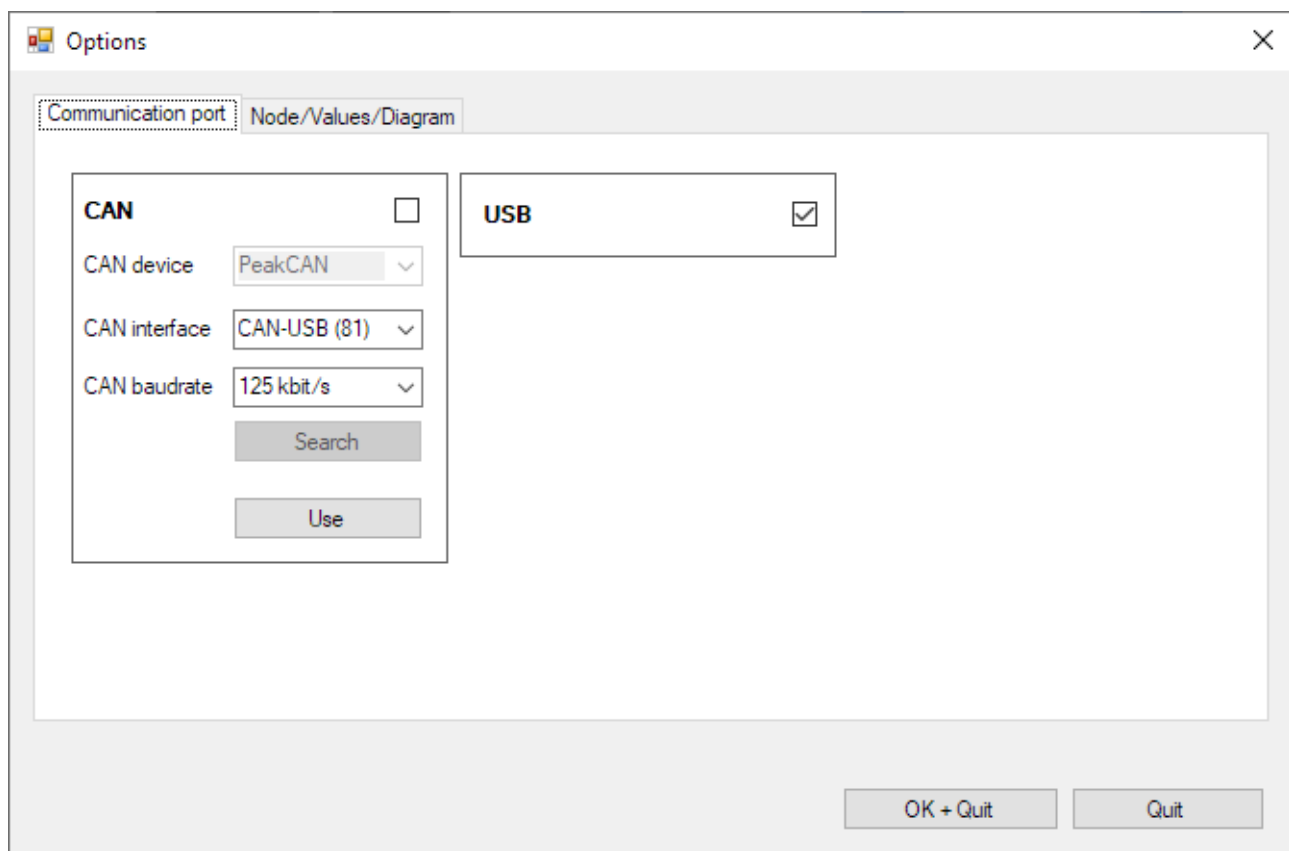 Options
Communication port
Node/Values/Diagram
CAN
CAN device PeakCAN
CAN interface CAN-USB (81)
CAN baudrate 125 kbit/s
Search
Use
USB
OK + Quit
Quit